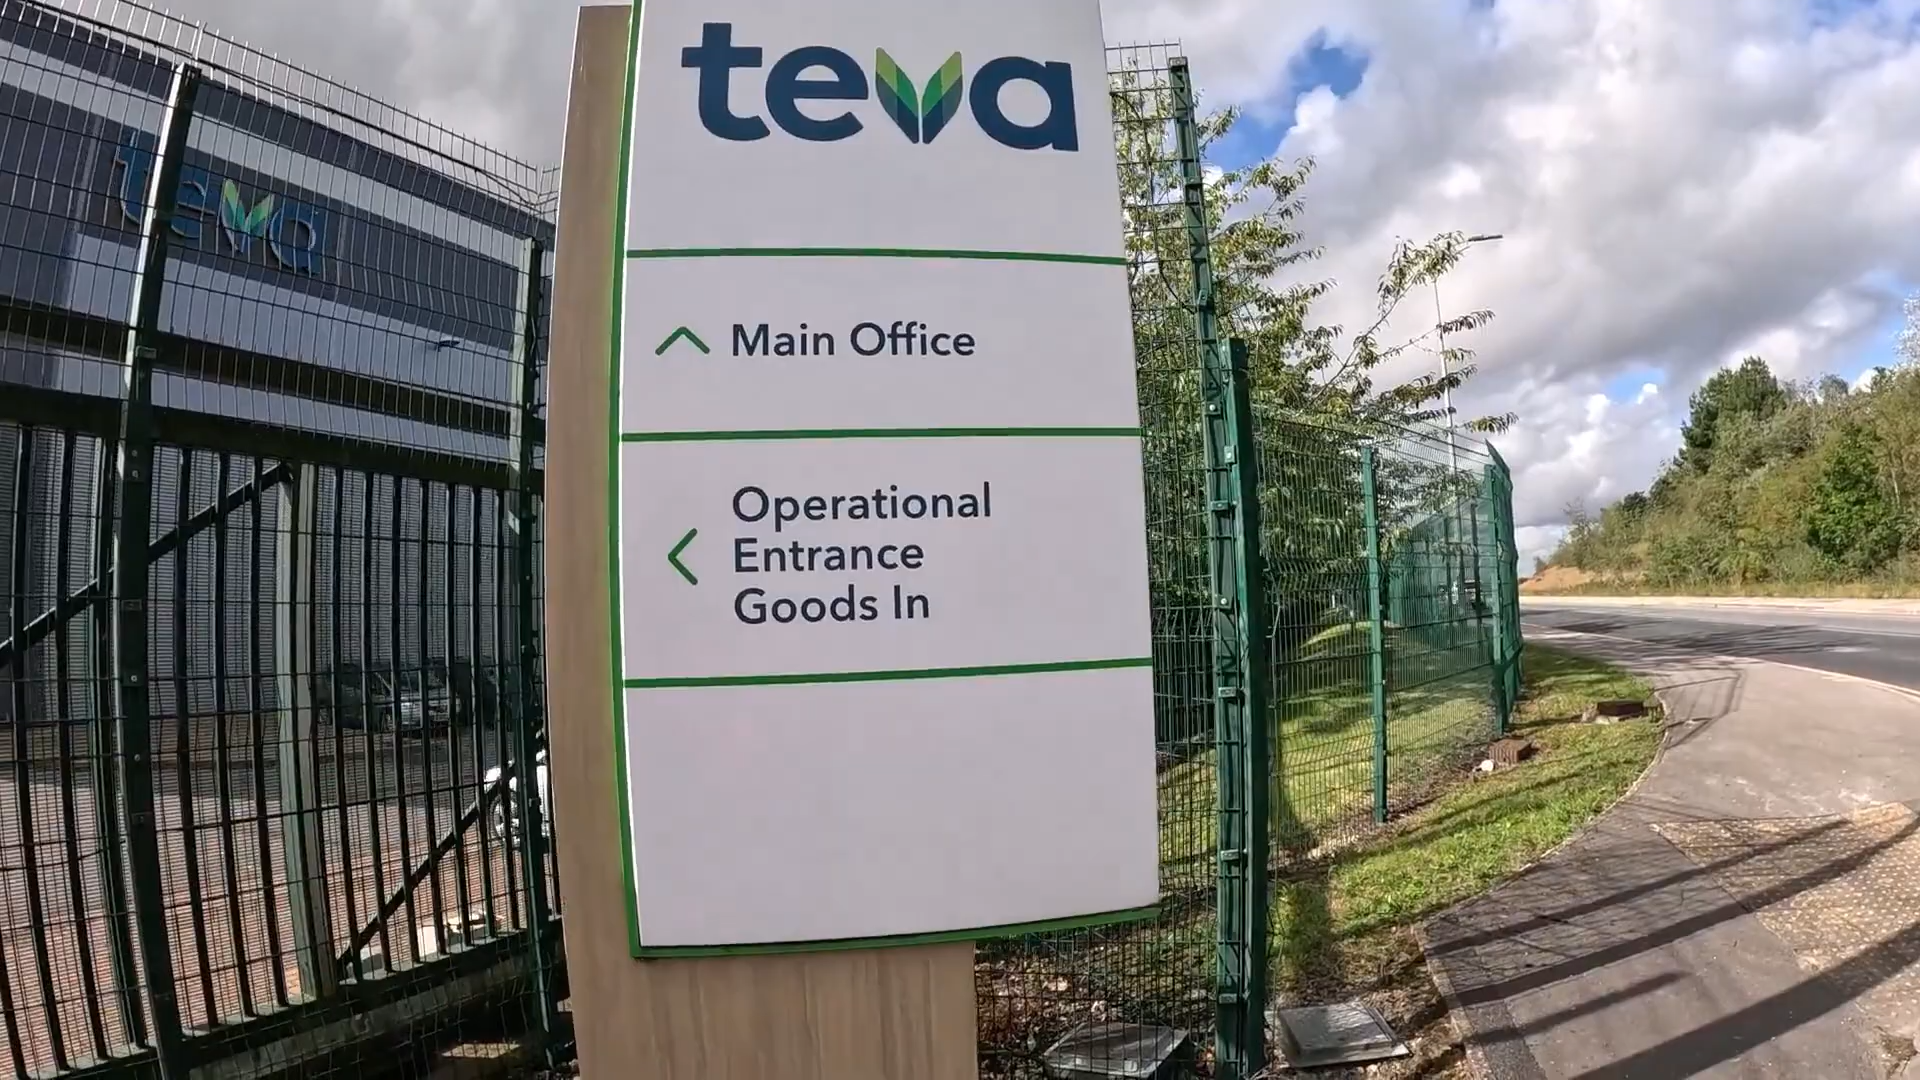 teva
teva
Main Office
Operational
Entrance
Goods In